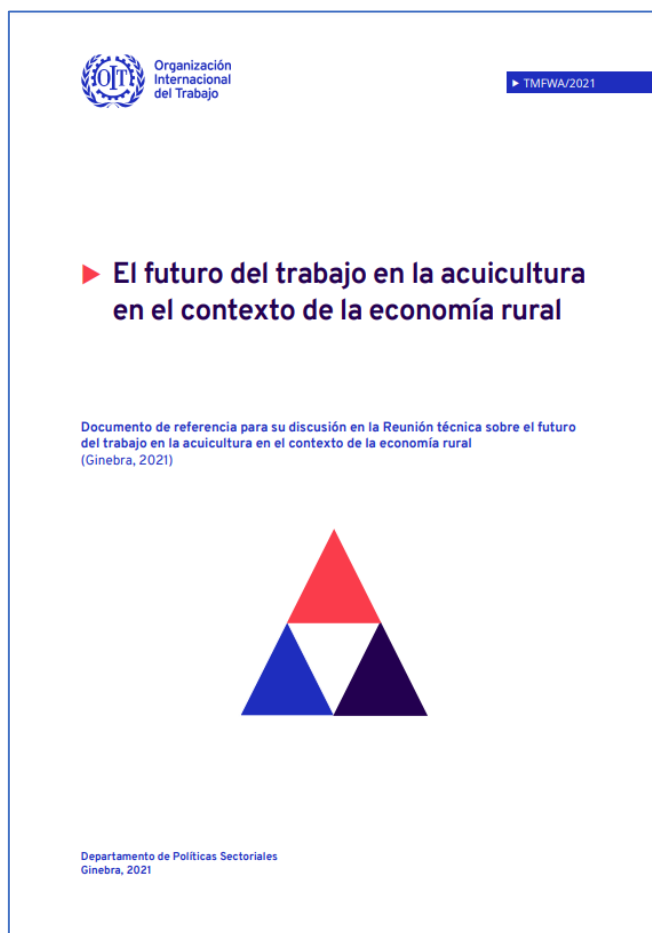 OIT
Organización
Internacional
del Trabajo
▶ TMFWA/2021
▶ El futuro del trabajo en la acuicultura
en el contexto de la economía rural
Documento de referencia para su discusión en la Reunión técnica sobre el futuro
del trabajo en la acuicultura en el contexto de la economía rural
(Ginebra, 2021)
Departamento de Políticas Sectoriales
Ginebra, 2021